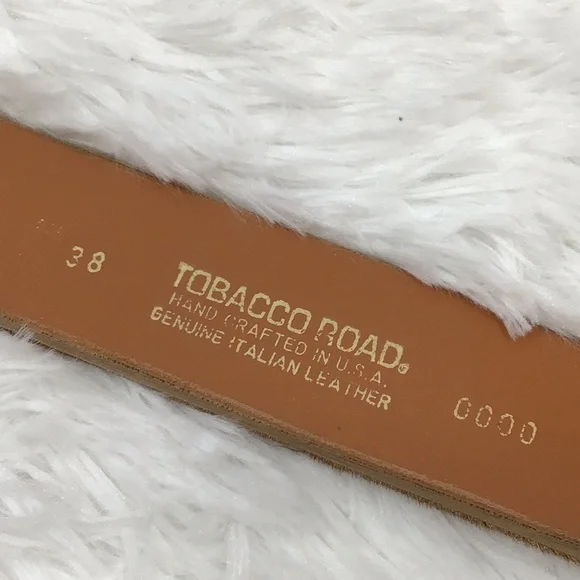 38
TOBACCO ROAD®
HAND CRAFTED IN U.S.A.
GENUINE ITALIAN LEATHER
0000